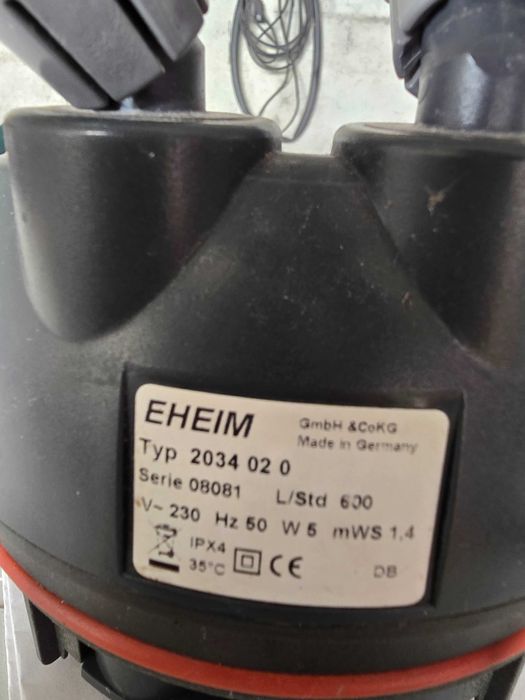 EHEIM GmbH &CoKG
Made in Germany
Typ 2034 02 0
Serie 08081 L/Std 600
V~ 230 Hz 50 W 5 mWS 1,4
IPX4
35°C CE DB